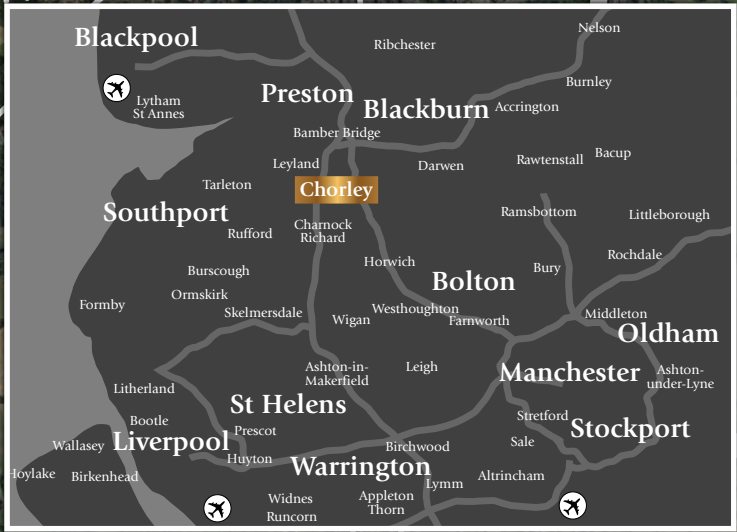 Nelson
Blackpool
Ribchester
Burnley
Lytham
St Annes
Preston
Blackburn
Accrington
Bamber Bridge
Leyland
Darwen
Rawtenstall
Bacup
Tarleton
Chorley
Southport
Ramsbottom
Littleborough
Rufford
Charnock
Richard
Horwich
Rochdale
Burscough
Bolton
Bury
Ormskirk
Formby
Skelmersdale
Wigan
Westhoughton
Farnworth
Middleton
Oldham
Ashton-in-
Makerfield
Leigh
Manchester
Ashton-
under-Lyne
Litherland
St Helens
Bootle
Prescot
Stretford
Stockport
Wallasey
Liverpool
Huyton
Birchwood
Sale
Hoylake
Birkenhead
Warrington
Lymm
Altrincham
Widnes
Runcorn
Appleton
Thorn